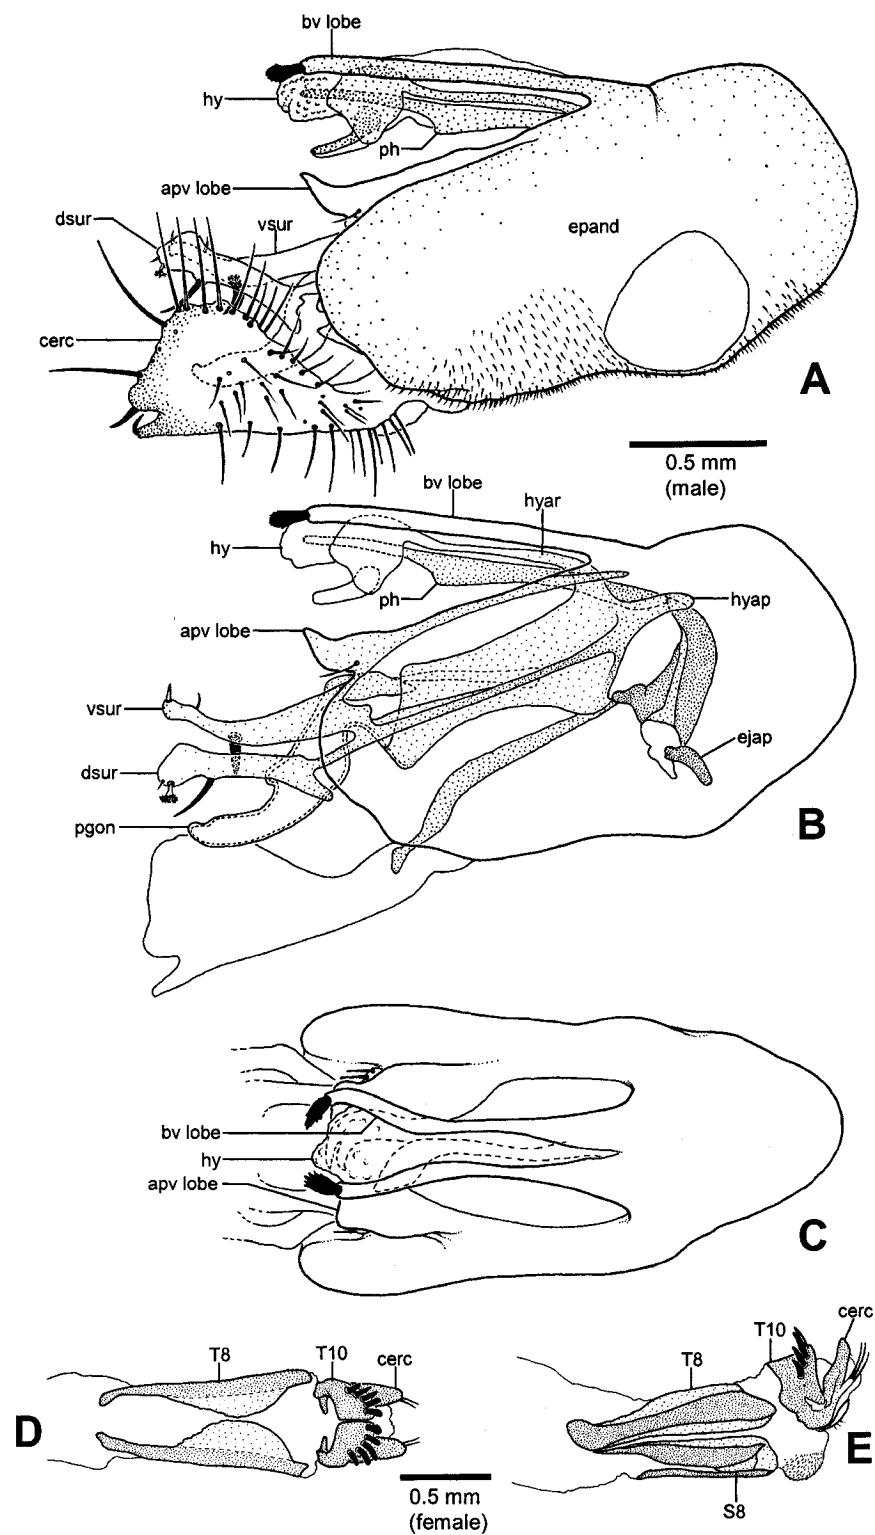 bv lobe
hy
ph
apv lobe
dsur
vsur
epand
cerc
A
0.5 mm
(male)
bv lobe
hyar
hy
ph
hyap
apv lobe
vsur
ejap
dsur
B
pgon
bv lobe
hy
apv lobe
C
T8
T10
cerc
D
0.5 mm
(female)
cerc
T10
T8
E
S8